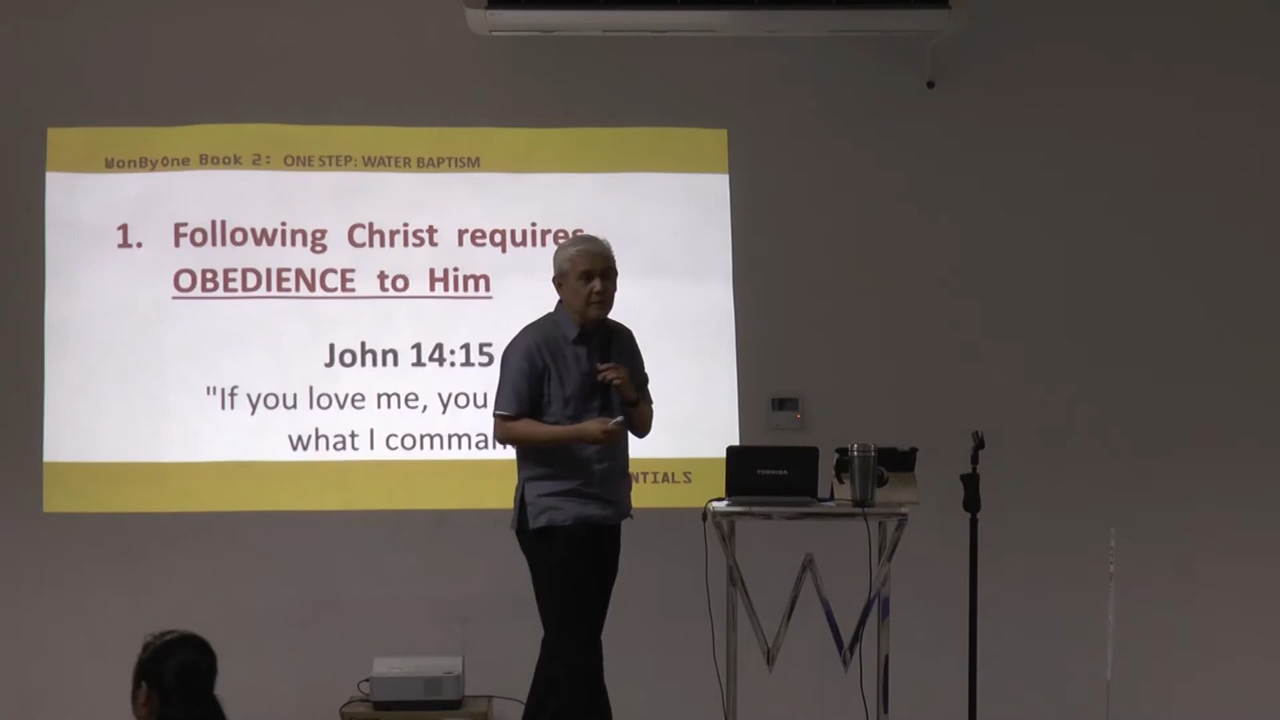 WonByOne Book 2: ONE STEP: WATER BAPTISM
1. Following Christ requires
OBEDIENCE to Him
John 14:15
"If you love me, you
what I comman
NTIALS
TOSHIBA